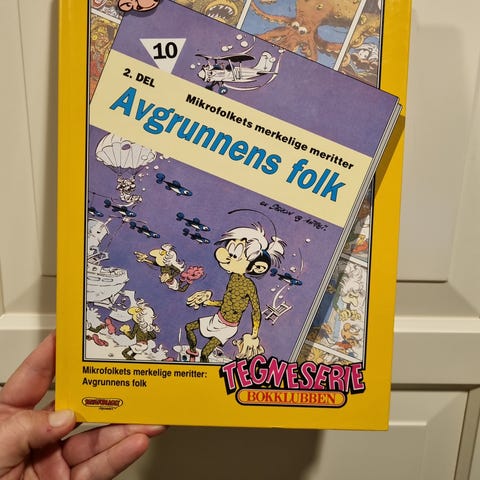 10
2. DEL
Mikrofolkets merkelige meritter
Avgrunnens folk
Mikrofolkets merkelige meritter:
Avgrunnens folk
TEGNESERIE
BOKKLUBBEN